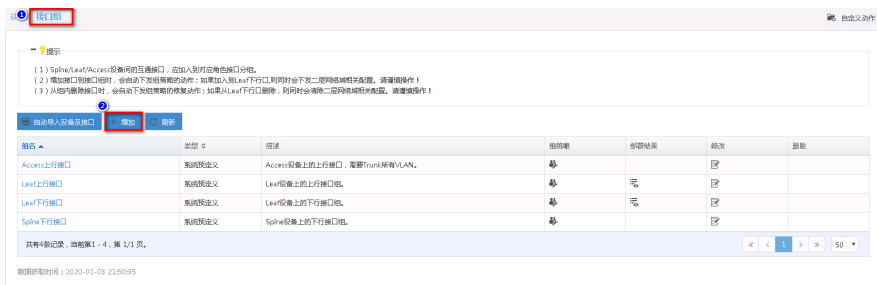 1 接口组
自定义动作
提示
(1)Spine/Leaf/Access设备间的互通接口，应加入到对应角色接口分组。
(2)增加接口到接口组时，会自动下发组策略的动作；如果加入到Leaf下行口,则同时会下发二层网络域相关配置。请谨慎操作！
(3)从组内删除接口时，会自动下发组策略的修复动作；如果从Leaf下行口删除，则同时会清除二层网络域相关配置。请谨慎操作！
2
自动导入设备及接口 增加 刷新
组名 类型 描述 组策略 部署结果 修改 删除
Access上行接口 系统预定义 Access设备上的上行接口，需要Trunk所有VLAN。
Leaf上行接口 系统预定义 Leaf设备上的上行接口组。
Leaf下行接口 系统预定义 Leaf设备上的下行接口组。
Spine下行接口 系统预定义 Spine设备上的下行接口组。
共有4条记录，当前第1 - 4，第 1/1 页。 « < 1 > » 50
数据获取时间：2020-01-03 21:50:35